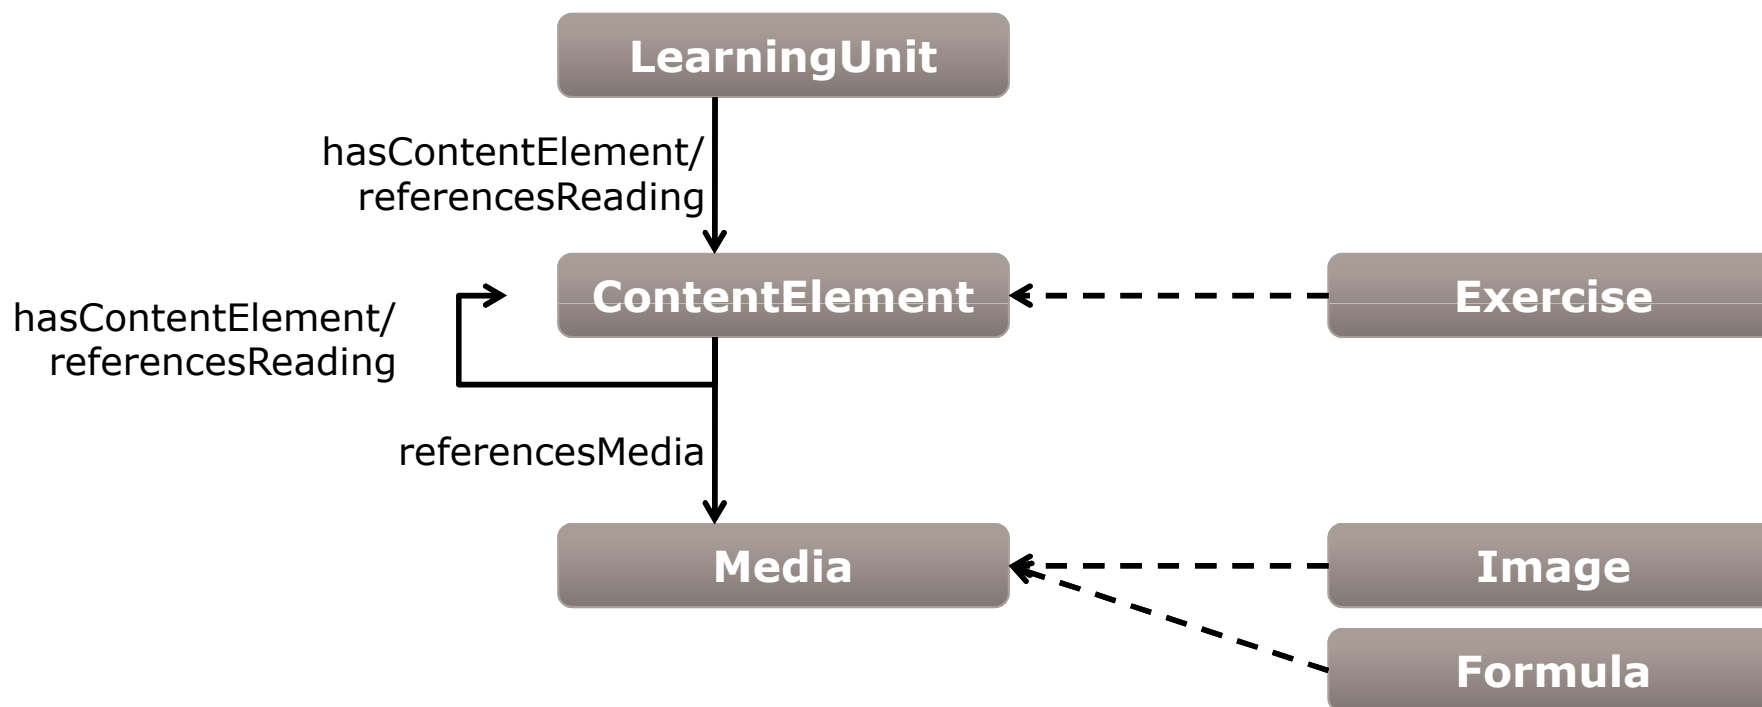 LearningUnit
hasContentElement/
referencesReading
ContentElement
Exercise
hasContentElement/
referencesReading
referencesMedia
Media
Image
Formula